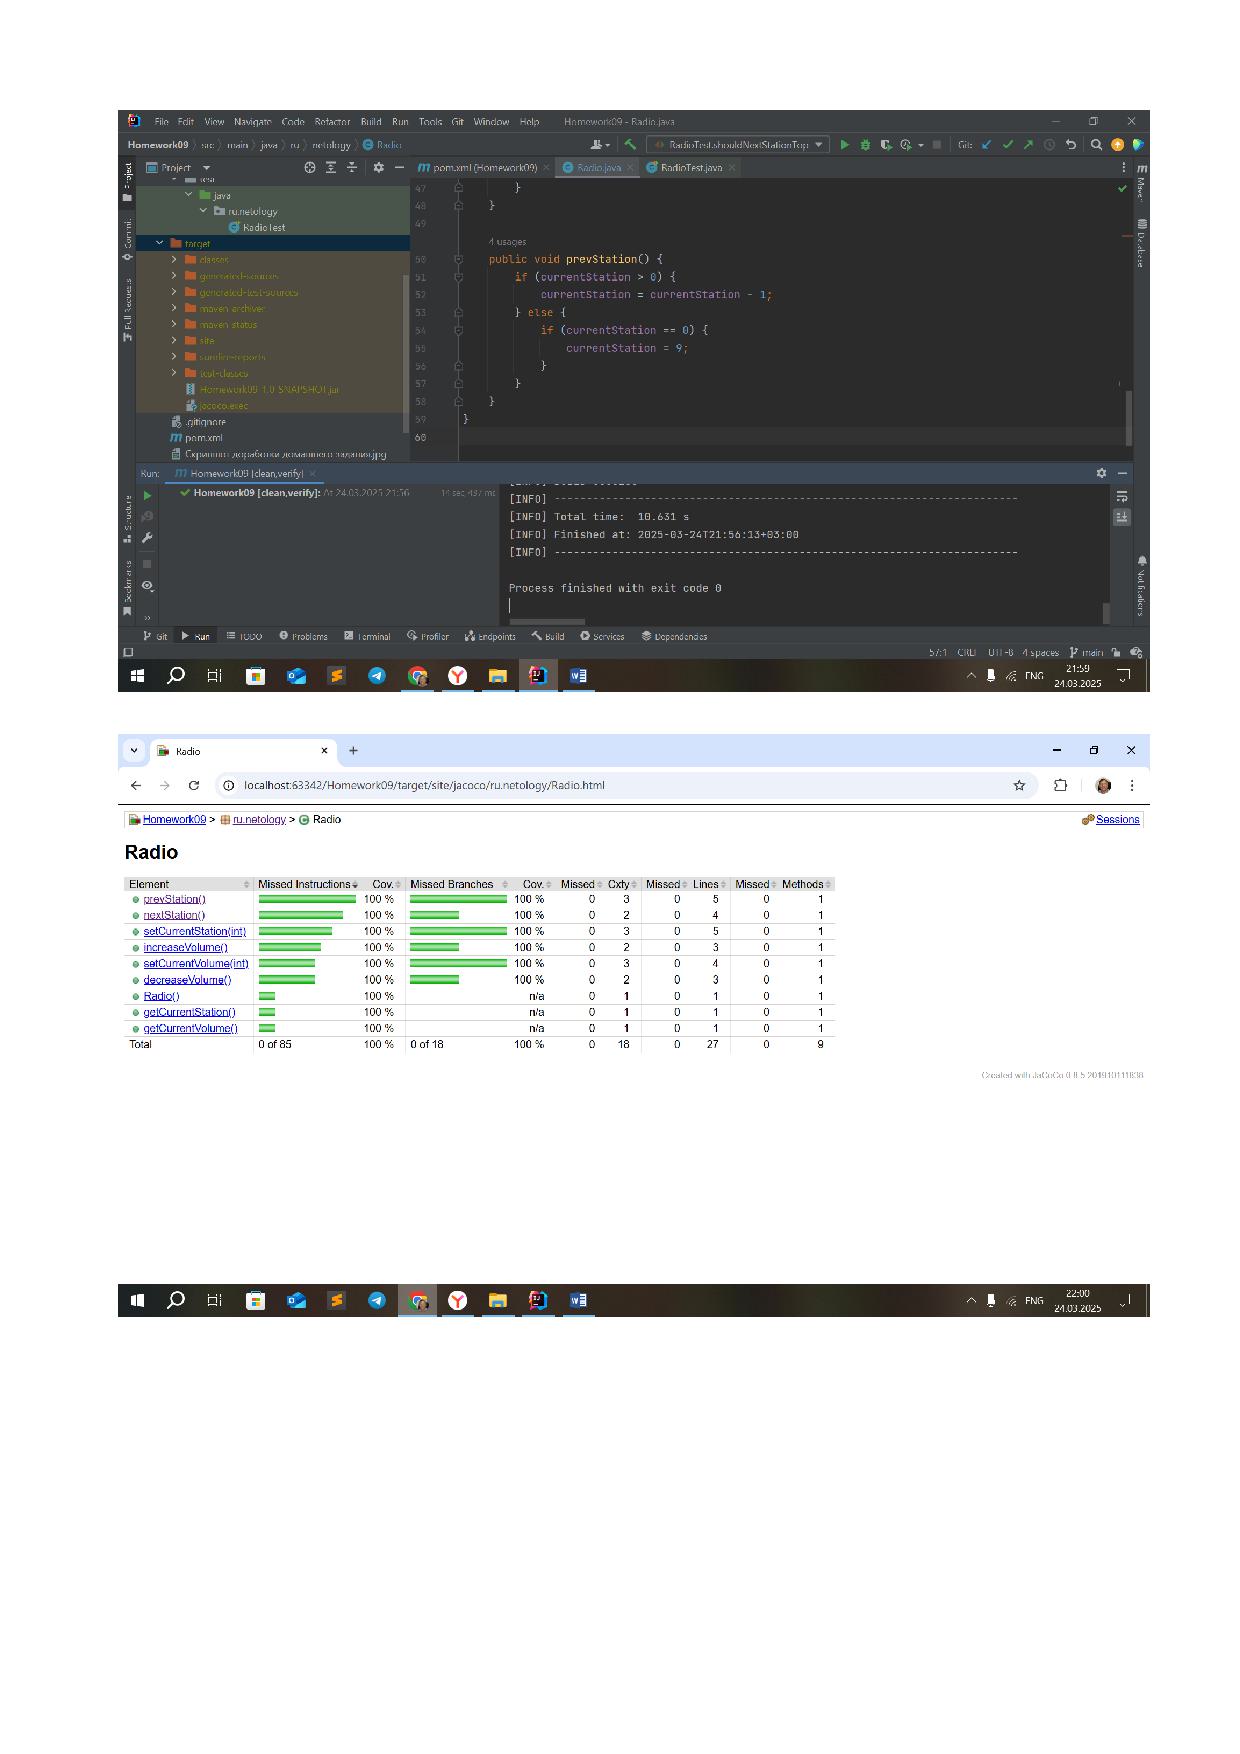 File Edit View Navigate Code Refactor Build Run Tools Git Window Help Homework09 - Radio.java
Homework09 src main java ru netology Radio RadioTest.shouldNextStationTop Git:
Project pom.xml (Homework09) Radio.java RadioTest.java
test
java
ru.netology
RadioTest
target
classes
generated-sources
generated-test-sources
maven-archiver
maven-status
site
surefire-reports
test-classes
Homework09-1.0-SNAPSHOT.jar
jacoco.exec
.gitignore
pom.xml
Скриншот доработки домашнего задания.jpg
47 }
48 }
49
4 usages
50 public void prevStation() {
51 if (currentStation > 0) {
52 currentStation = currentStation - 1;
53 } else {
54 if (currentStation == 0) {
55 currentStation = 9;
56 }
57 }
58 }
59 }
60
Project
Commit
Pull Requests
Structure
Bookmarks
Maven
Database
Notifications
Run: Homework09 [clean,verify]
Homework09 [clean,verify]: At 24.03.2025 21:56 14 sec, 437 ms
[INFO] ------------------------------------------------------------------------
[INFO] Total time: 10.631 s
[INFO] Finished at: 2025-03-24T21:56:13+03:00
[INFO] ------------------------------------------------------------------------
Process finished with exit code 0
Git Run TODO Problems Terminal Profiler Endpoints Build Services Dependencies
57:1 CRLF UTF-8 4 spaces main
ENG 21:59
24.03.2025
Radio
localhost:63342/Homework09/target/site/jacoco/ru.netology/Radio.html
Homework09 > ru.netology > Radio Sessions
Radio
Element Missed Instructions Cov. Missed Branches Cov. Missed Cxty Missed Lines Missed Methods
prevStation() 100 % 100 % 0 3 0 5 0 1
nextStation() 100 % 100 % 0 2 0 4 0 1
setCurrentStation(int) 100 % 100 % 0 3 0 5 0 1
increaseVolume() 100 % 100 % 0 2 0 3 0 1
setCurrentVolume(int) 100 % 100 % 0 3 0 4 0 1
decreaseVolume() 100 % 100 % 0 2 0 3 0 1
Radio() 100 % n/a 0 1 0 1 0 1
getCurrentStation() 100 % n/a 0 1 0 1 0 1
getCurrentVolume() 100 % n/a 0 1 0 1 0 1
Total 0 of 85 100 % 0 of 18 100 % 0 18 0 27 0 9
Created with JaCoCo 0.8.5.201910111838
ENG 22:00
24.03.2025